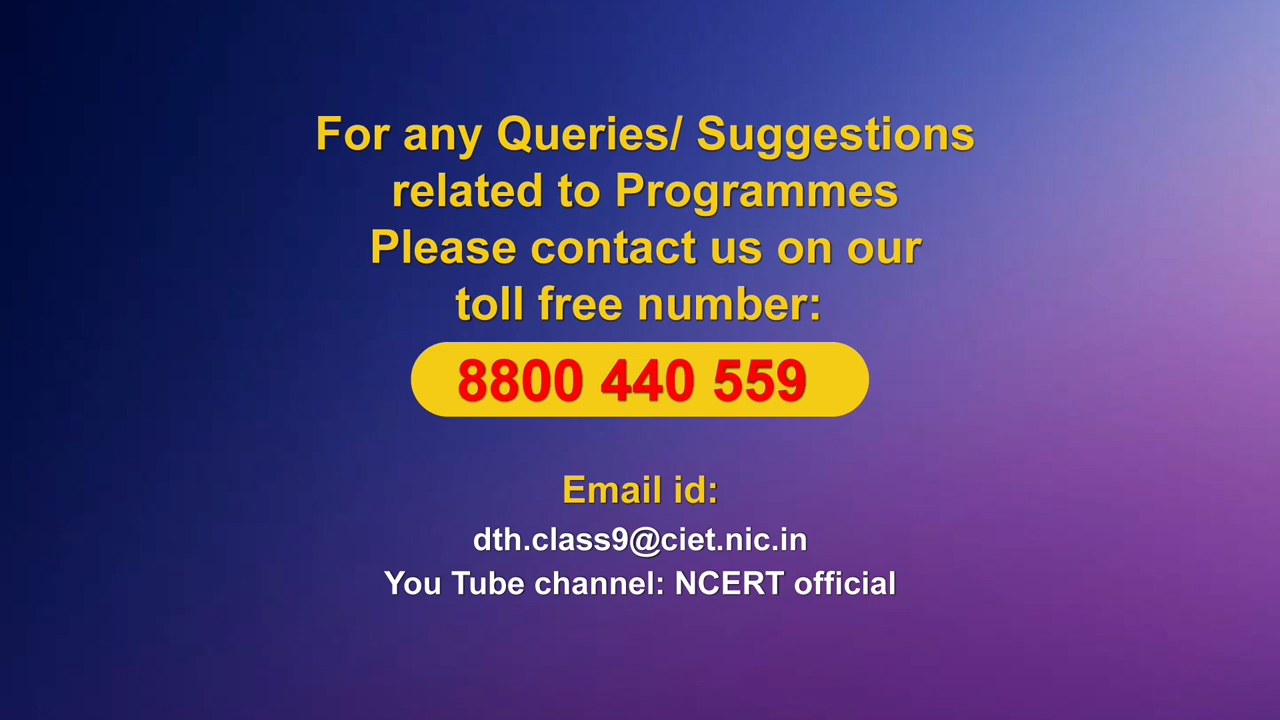 For any Queries/ Suggestions
related to Programmes
Please contact us on our
toll free number:
8800 440 559
Email id:
dth.class9@ciet.nic.in
You Tube channel: NCERT official